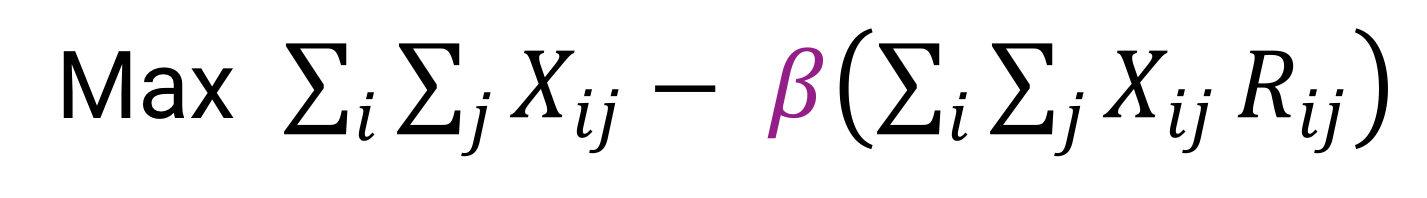 Max ∑ᵢ ∑ⱼ Xᵢⱼ − β(∑ᵢ ∑ⱼ Xᵢⱼ Rᵢⱼ)